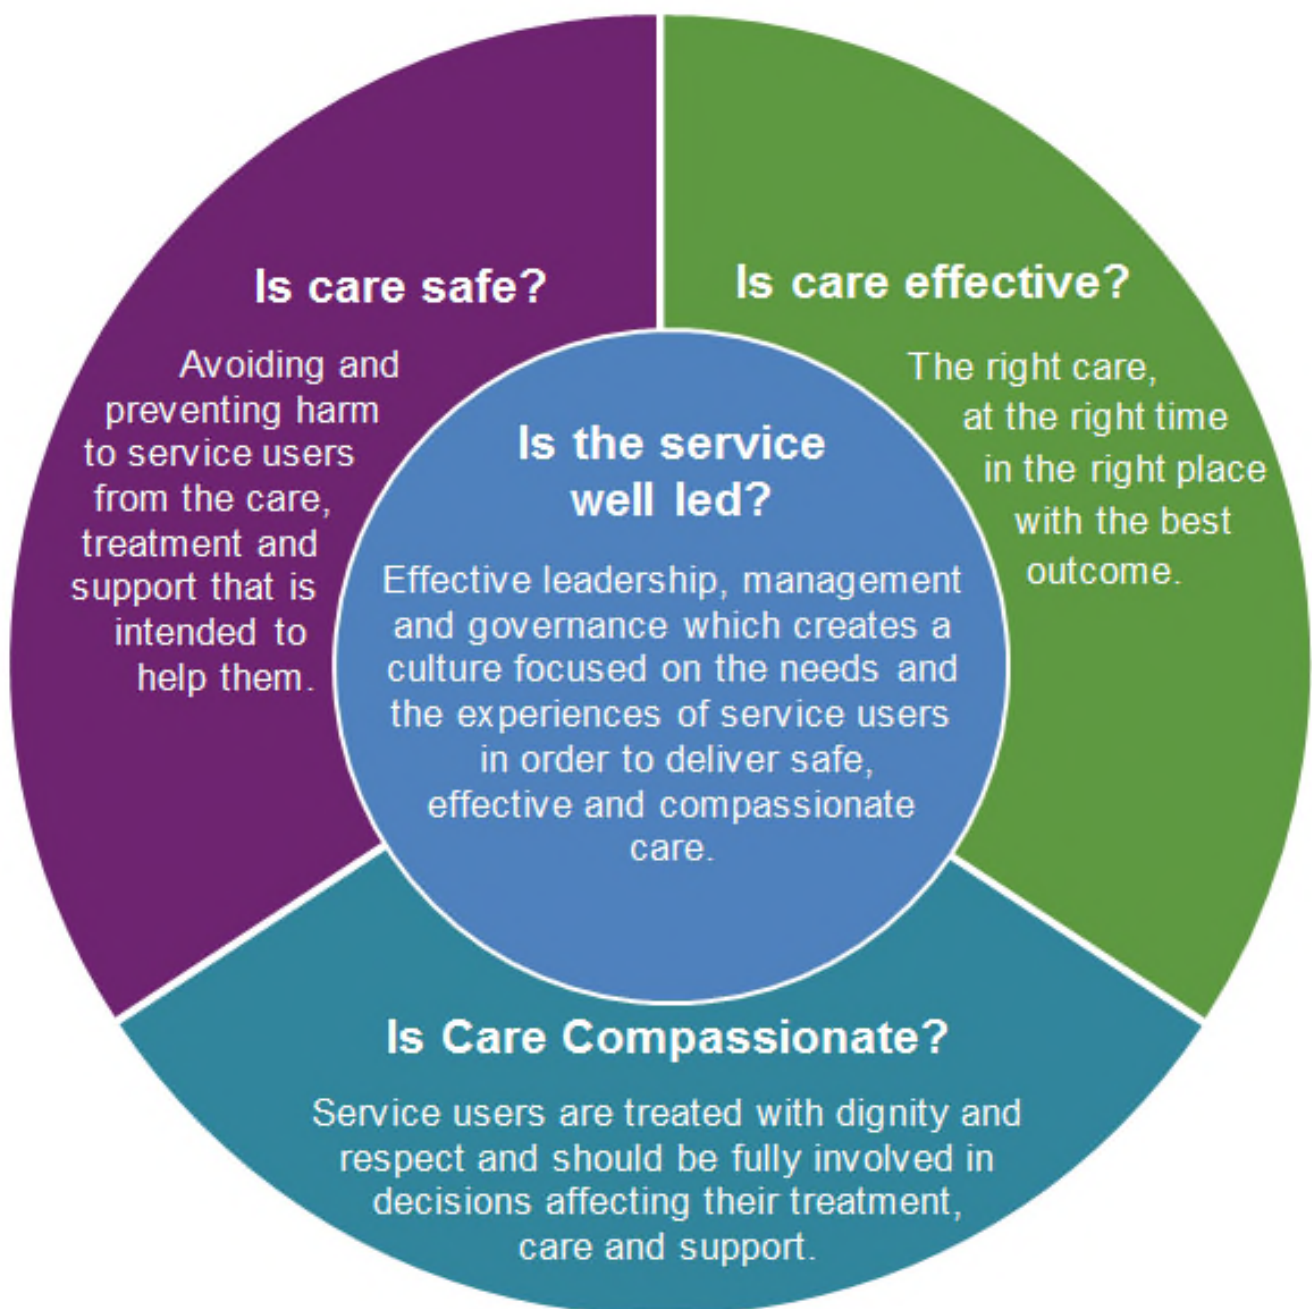 Is care safe?
Avoiding and
preventing harm
to service users
from the care,
treatment and
support that is
intended to
help them.
Is care effective?
The right care,
at the right time
in the right place
with the best
outcome.
Is the service
well led?
Effective leadership, management
and governance which creates a
culture focused on the needs and
the experiences of service users
in order to deliver safe,
effective and compassionate
care.
Is Care Compassionate?
Service users are treated with dignity and
respect and should be fully involved in
decisions affecting their treatment,
care and support.